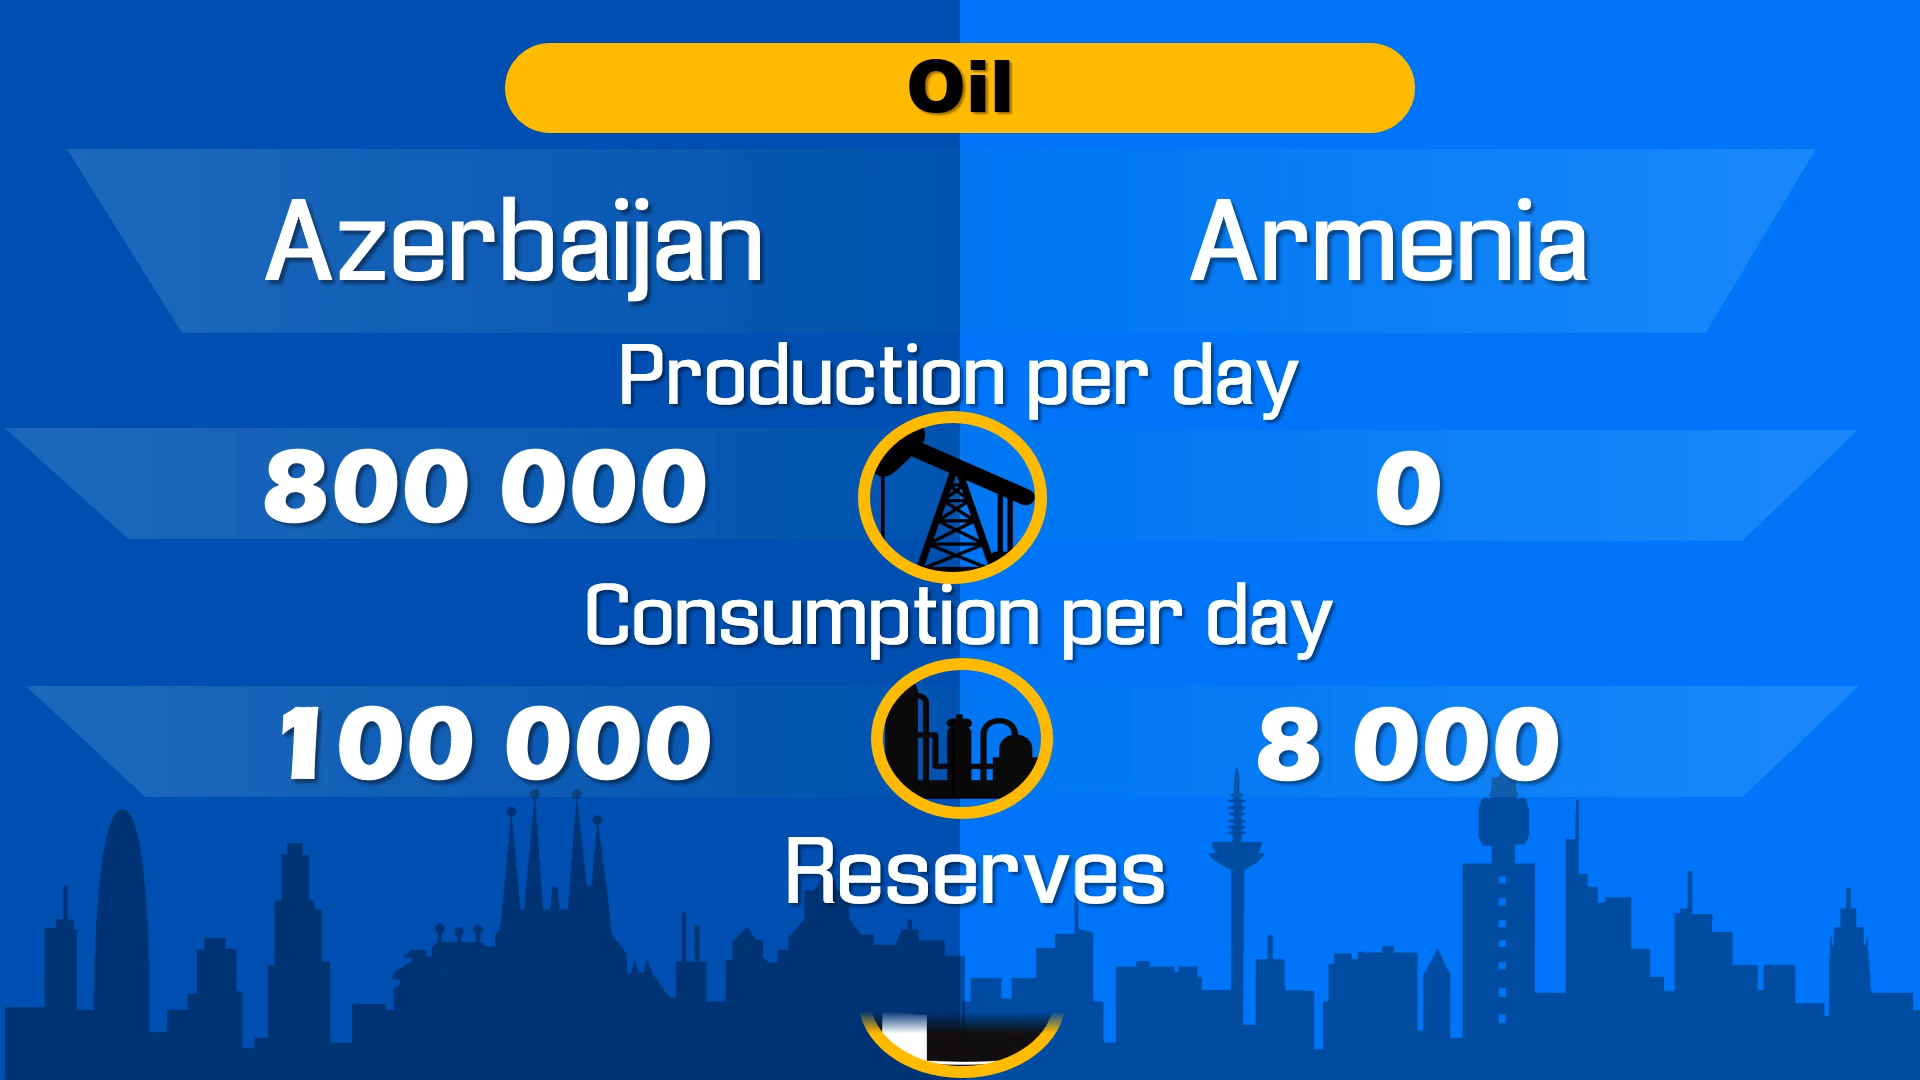 Oil
Azerbaijan
Armenia
Production per day
800 000
0
Consumption per day
100 000
8 000
Reserves